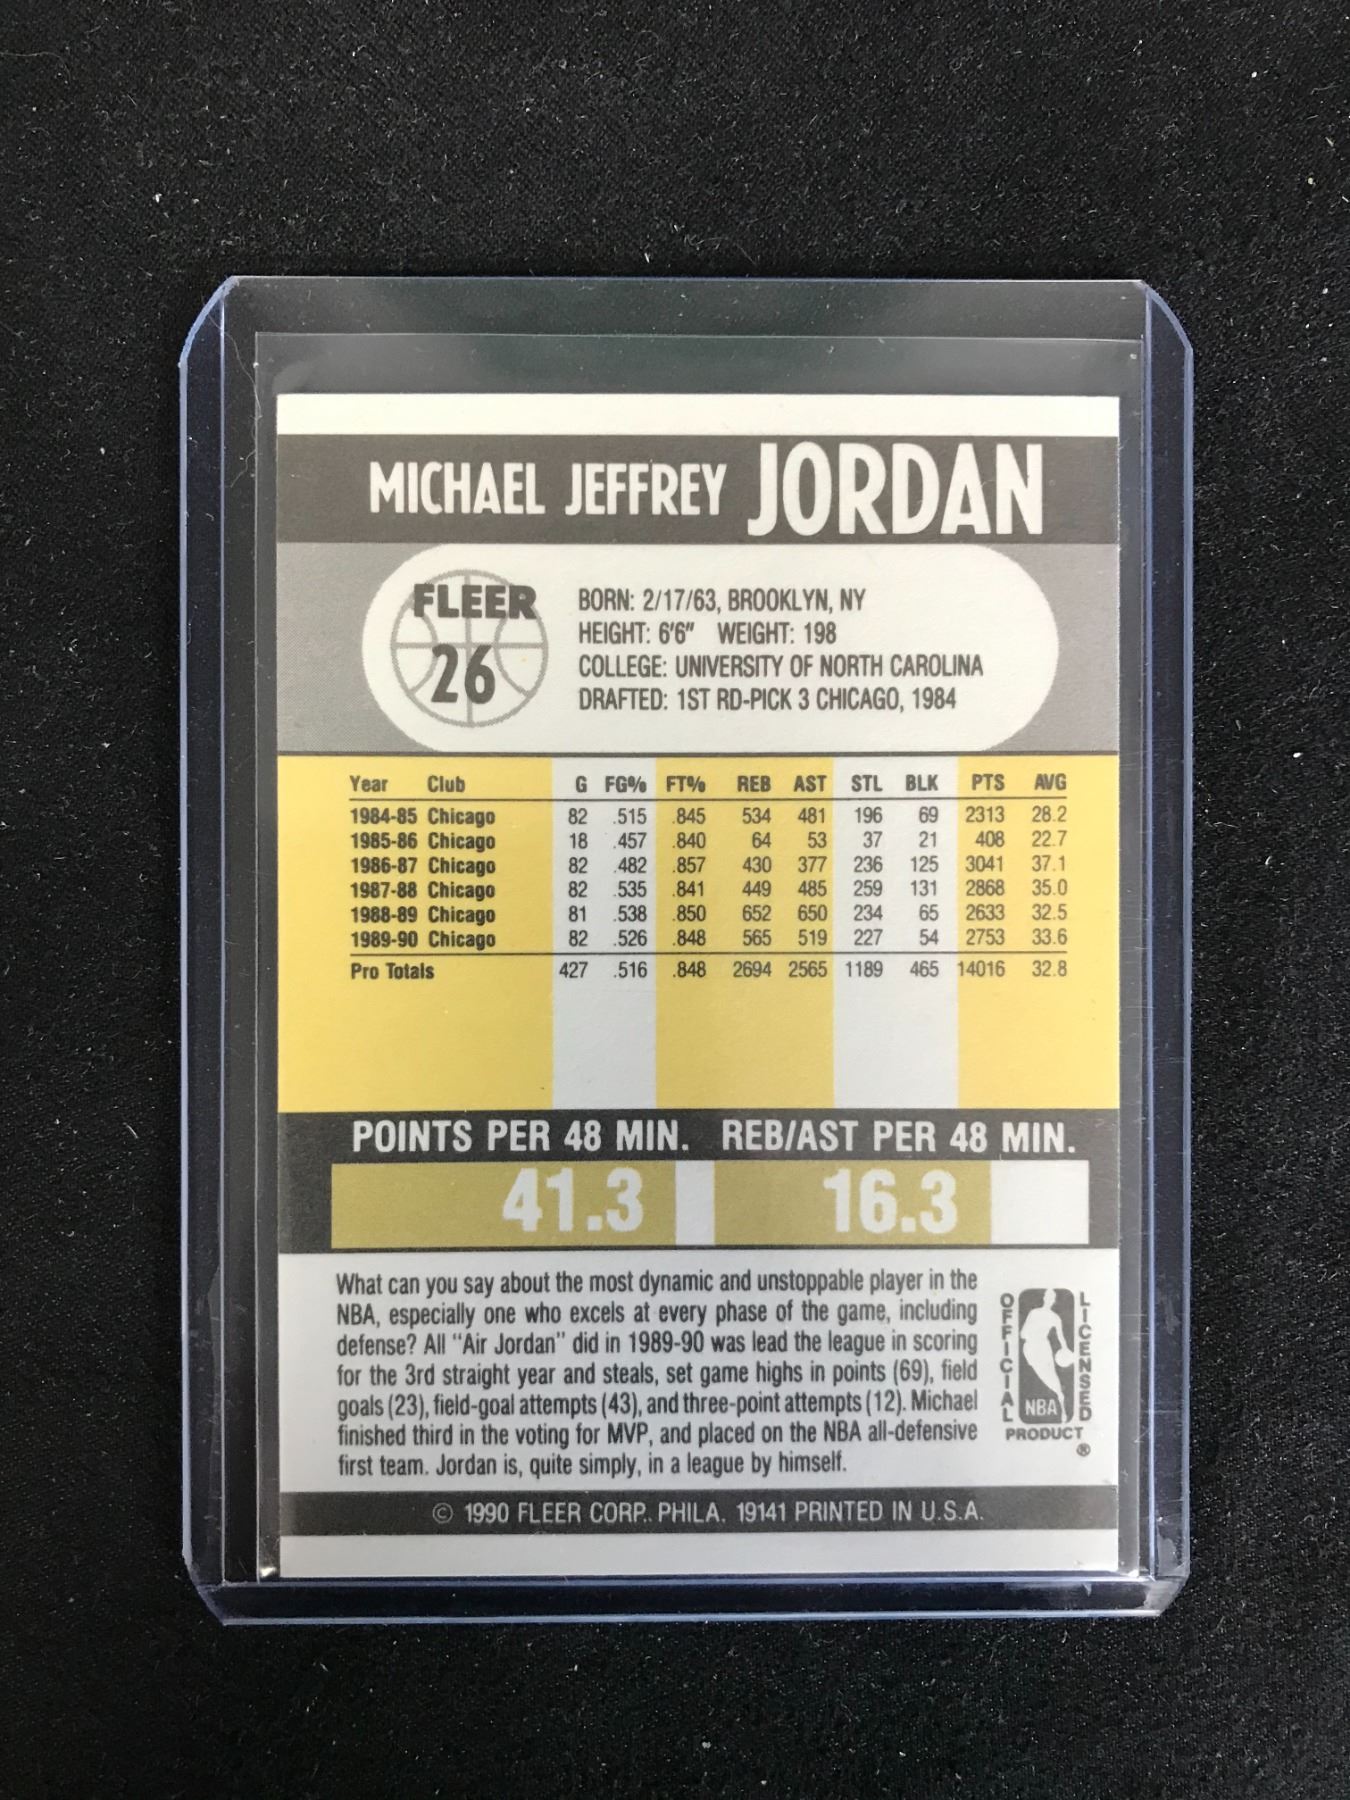 MICHAEL JEFFREY JORDAN
FLEER
26
BORN: 2/17/63, BROOKLYN, NY
HEIGHT: 6'6" WEIGHT: 198
COLLEGE: UNIVERSITY OF NORTH CAROLINA
DRAFTED: 1ST RD-PICK 3 CHICAGO, 1984
Year Club G FG% FT% REB AST STL BLK PTS AVG
1984-85 Chicago 82 .515 .845 534 481 196 69 2313 28.2
1985-86 Chicago 18 .457 .840 64 53 37 21 408 22.7
1986-87 Chicago 82 .482 .857 430 377 236 125 3041 37.1
1987-88 Chicago 82 .535 .841 449 485 259 131 2868 35.0
1988-89 Chicago 81 .538 .850 652 650 234 65 2633 32.5
1989-90 Chicago 82 .526 .848 565 519 227 54 2753 33.6
Pro Totals 427 .516 .848 2694 2565 1189 465 14016 32.8
POINTS PER 48 MIN. REB/AST PER 48 MIN.
41.3 16.3
What can you say about the most dynamic and unstoppable player in the
NBA, especially one who excels at every phase of the game, including
defense? All "Air Jordan" did in 1989-90 was lead the league in scoring
for the 3rd straight year and steals, set game highs in points (69), field
goals (23), field-goal attempts (43), and three-point attempts (12). Michael
finished third in the voting for MVP, and placed on the NBA all-defensive
first team. Jordan is, quite simply, in a league by himself.
OFFICIAL
NBA
LICENSED
PRODUCT
®
© 1990 FLEER CORP., PHILA. 19141 PRINTED IN U.S.A.